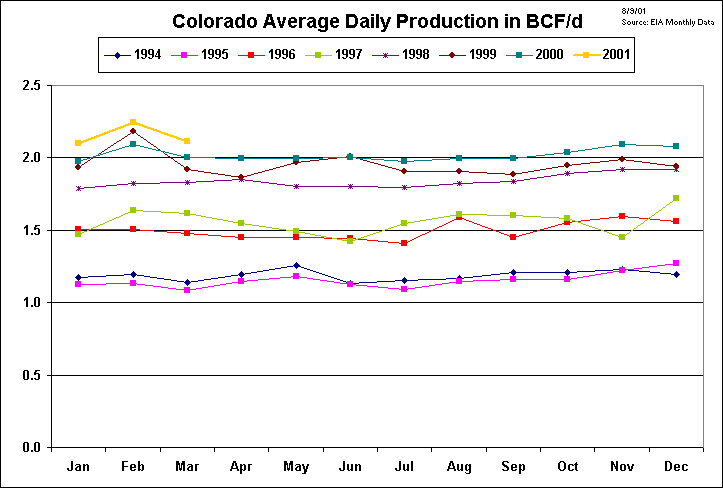 Colorado Average Daily Production in BCF/d
8/9/01
Source: EIA Monthly Data
1994 1995 1996 1997 1998 1999 2000 2001
2.5
2.0
1.5
1.0
0.5
0.0
Jan Feb Mar Apr May Jun Jul Aug Sep Oct Nov Dec